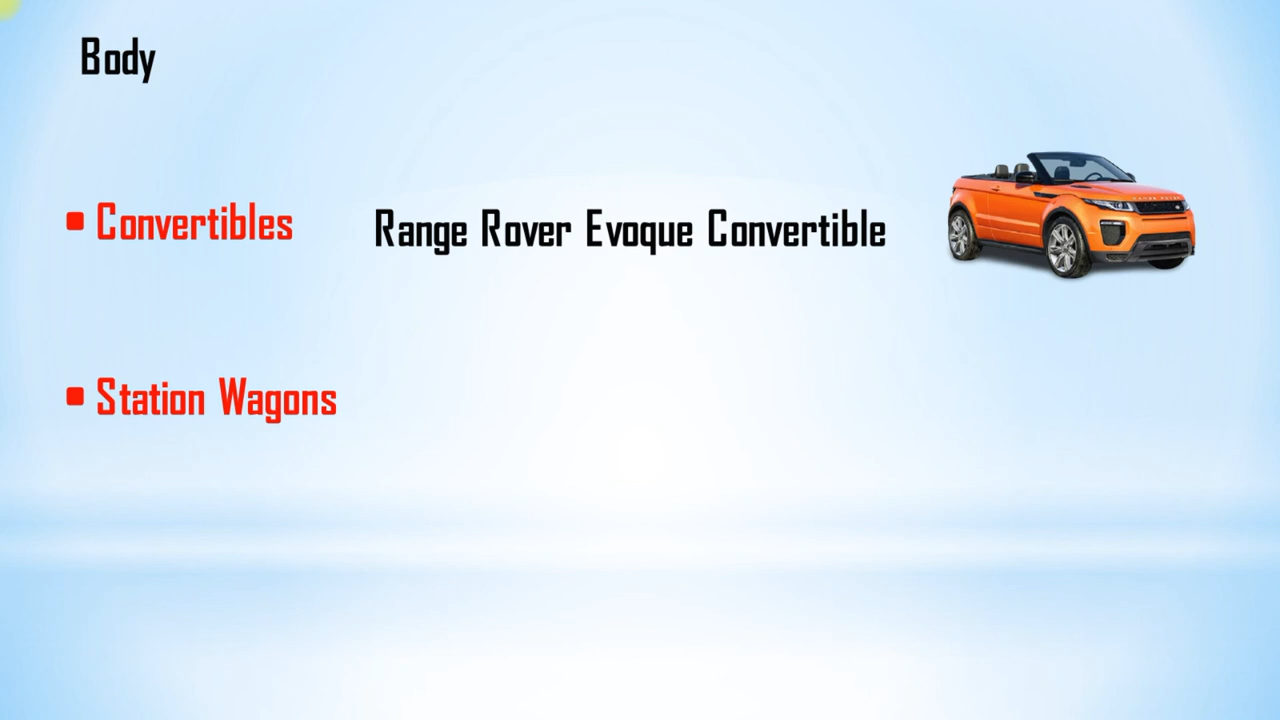 Body
▪ Convertibles Range Rover Evoque Convertible
▪ Station Wagons